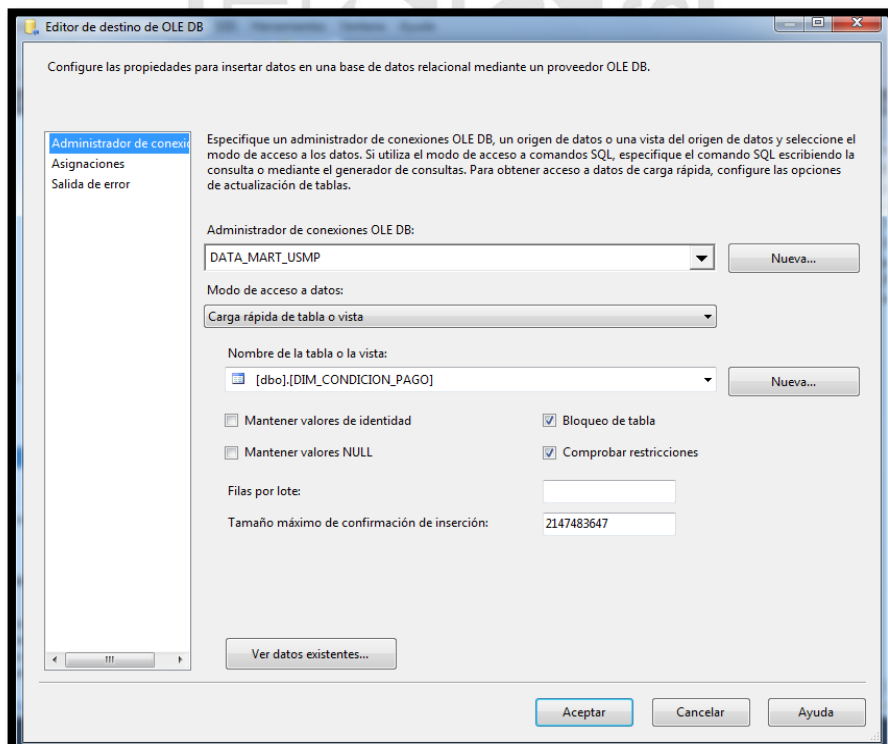 Editor de destino de OLE DB
Configure las propiedades para insertar datos en una base de datos relacional mediante un proveedor OLE DB.
Administrador de conexi
Asignaciones
Salida de error
Especifique un administrador de conexiones OLE DB, un origen de datos o una vista del origen de datos y seleccione el
modo de acceso a los datos. Si utiliza el modo de acceso a comandos SQL, especifique el comando SQL escribiendo la
consulta o mediante el generador de consultas. Para obtener acceso a datos de carga rápida, configure las opciones
de actualización de tablas.
Administrador de conexiones OLE DB:
DATA_MART_USMP
Nueva...
Modo de acceso a datos:
Carga rápida de tabla o vista
Nombre de la tabla o la vista:
[dbo].[DIM_CONDICION_PAGO]
Nueva...
Mantener valores de identidad
Bloqueo de tabla
Mantener valores NULL
Comprobar restricciones
Filas por lote:
Tamaño máximo de confirmación de inserción:
2147483647
Ver datos existentes...
Aceptar
Cancelar
Ayuda